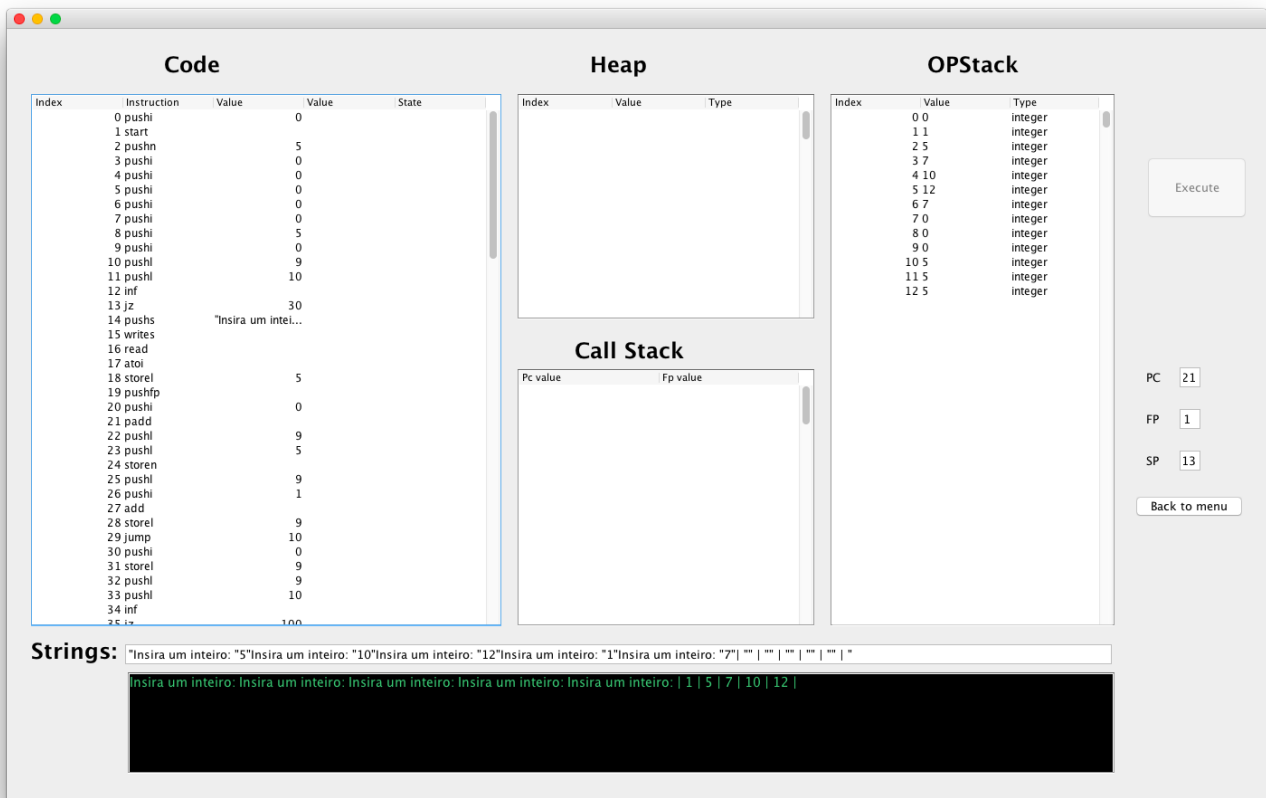 Code
Index Instruction Value Value State
0 pushi 0
1 start
2 pushn 5
3 pushi 0
4 pushi 0
5 pushi 0
6 pushi 0
7 pushi 0
8 pushi 5
9 pushi 0
10 pushl 9
11 pushl 10
12 inf
13 jz 30
14 pushs "Insira um intei...
15 writes
16 read
17 atoi
18 storel 5
19 pushfp
20 pushi 0
21 padd
22 pushl 9
23 pushl 5
24 storen
25 pushl 9
26 pushi 1
27 add
28 storel 9
29 jump 10
30 pushi 0
31 storel 9
32 pushl 9
33 pushl 10
34 inf
35 jz 100
Heap
Index Value Type
Call Stack
Pc value Fp value
OPStack
Index Value Type
0 0 integer
1 1 integer
2 5 integer
3 7 integer
4 10 integer
5 12 integer
6 7 integer
7 0 integer
8 0 integer
9 0 integer
10 5 integer
11 5 integer
12 5 integer
Execute
PC 21
FP 1
SP 13
Back to menu
Strings: "Insira um inteiro: "5"Insira um inteiro: "10"Insira um inteiro: "12"Insira um inteiro: "1"Insira um inteiro: "7"| "" | "" | "" | "" | "" | "
Insira um inteiro: Insira um inteiro: Insira um inteiro: Insira um inteiro: Insira um inteiro: | 1 | 5 | 7 | 10 | 12 |